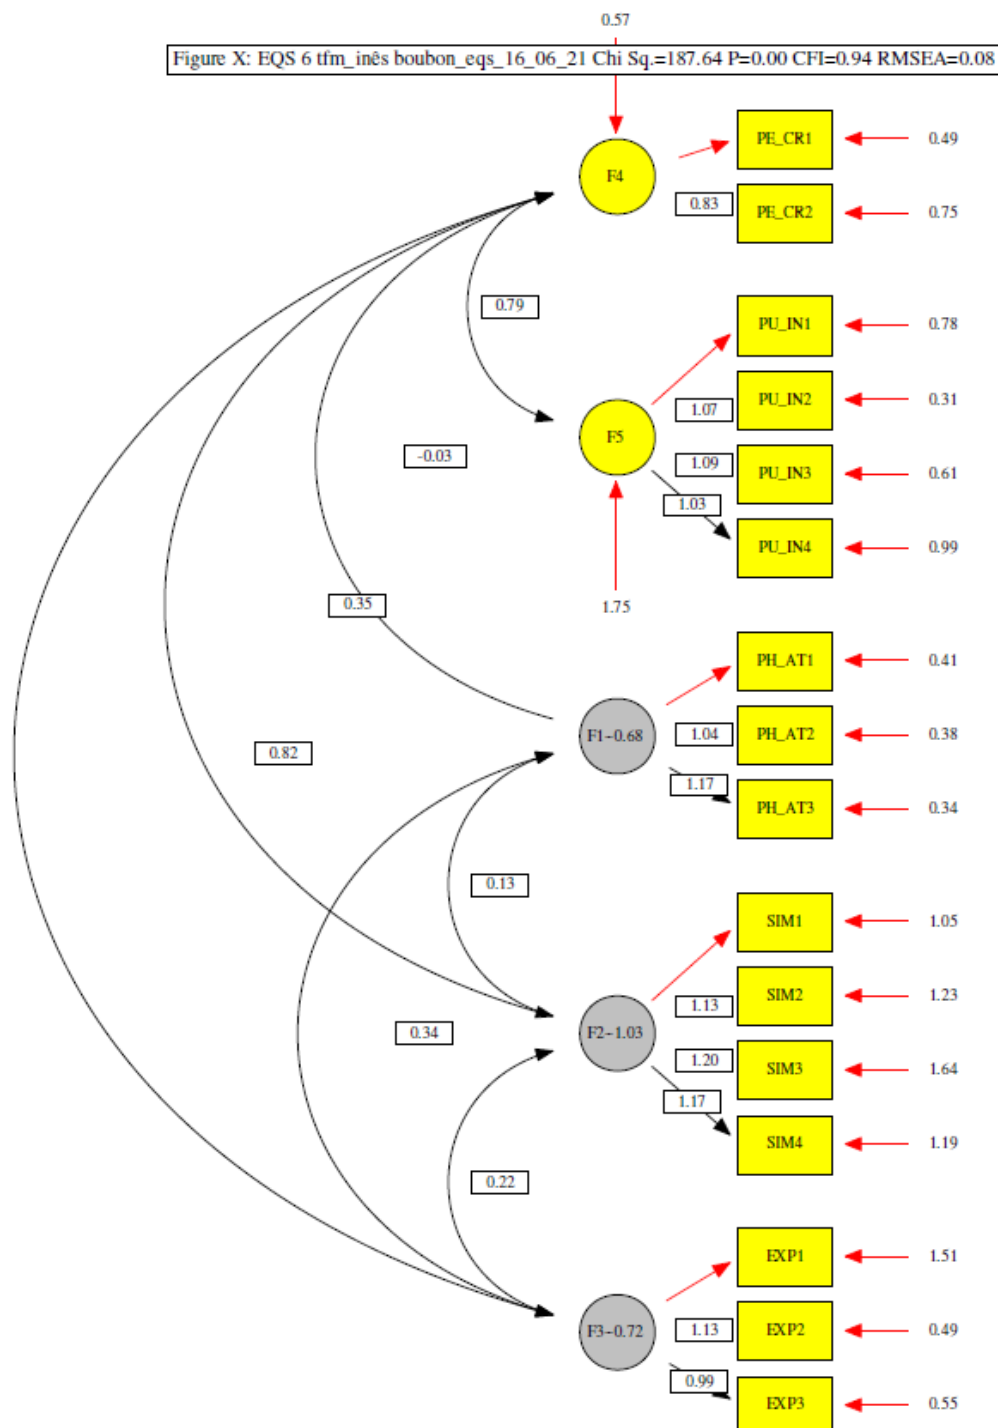 0.57
Figure X: EQS 6 tfm_inês boubon_eqs_16_06_21 Chi Sq.=187.64 P=0.00 CFI=0.94 RMSEA=0.08
PE_CR1 0.49
F4
0.83 PE_CR2 0.75
0.79
PU_IN1 0.78
1.07 PU_IN2 0.31
F5
-0.03
1.09 PU_IN3 0.61
1.03
PU_IN4 0.99
0.35
1.75
PH_AT1 0.41
F1~0.68 1.04 PH_AT2 0.38
0.82
1.17 PH_AT3 0.34
0.13
SIM1 1.05
1.13 SIM2 1.23
0.34 F2~1.03
1.20 SIM3 1.64
1.17
SIM4 1.19
0.22
EXP1 1.51
F3~0.72 1.13 EXP2 0.49
0.99 EXP3 0.55